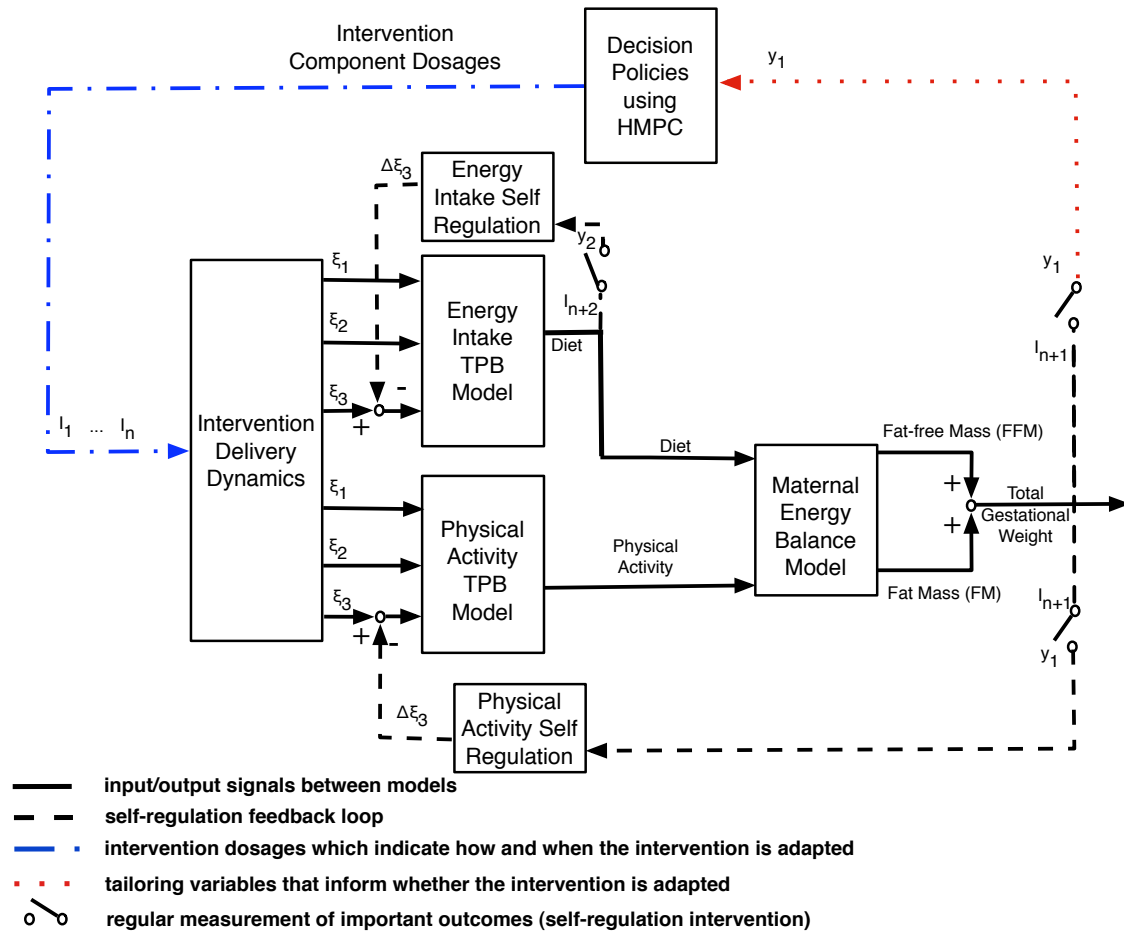 Intervention
Component Dosages
Decision
Policies
using
HMPC
y1
Δξ3
Energy
Intake Self
Regulation
y2
In+2
ξ1
ξ2
ξ3
+
-
Energy
Intake
TPB
Model
Diet
y1
In+1
I1 ... In
Intervention
Delivery
Dynamics
Diet
Fat-free Mass (FFM)
Maternal
Energy
Balance
Model
+
+
Total
Gestational
Weight
Fat Mass (FM)
ξ1
ξ2
ξ3
+
-
Physical
Activity
TPB
Model
Physical
Activity
In+1
y1
Δξ3
Physical
Activity Self
Regulation
input/output signals between models
self-regulation feedback loop
intervention dosages which indicate how and when the intervention is adapted
tailoring variables that inform whether the intervention is adapted
regular measurement of important outcomes (self-regulation intervention)